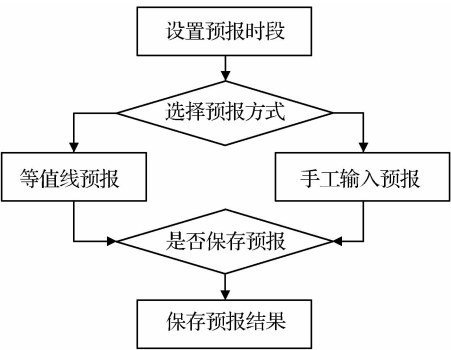 设置预报时段
选择预报方式
等值线预报
手工输入预报
是否保存预报
保存预报结果